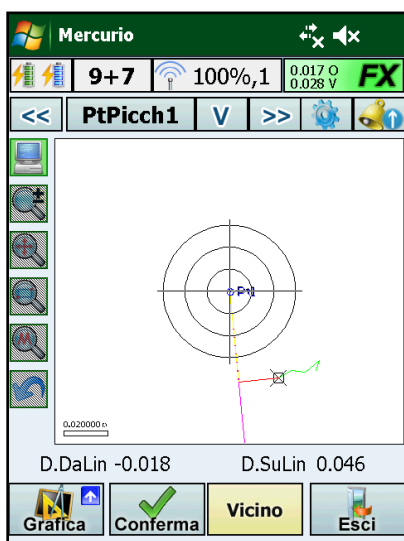 Mercurio
9+7 100%,1 0.017 O FX
0.028 V
<< PtPicch1 V >>
Pt1
0.020000 m
D.DaLin -0.018 D.SuLin 0.046
Grafica Conferma Vicino Esci